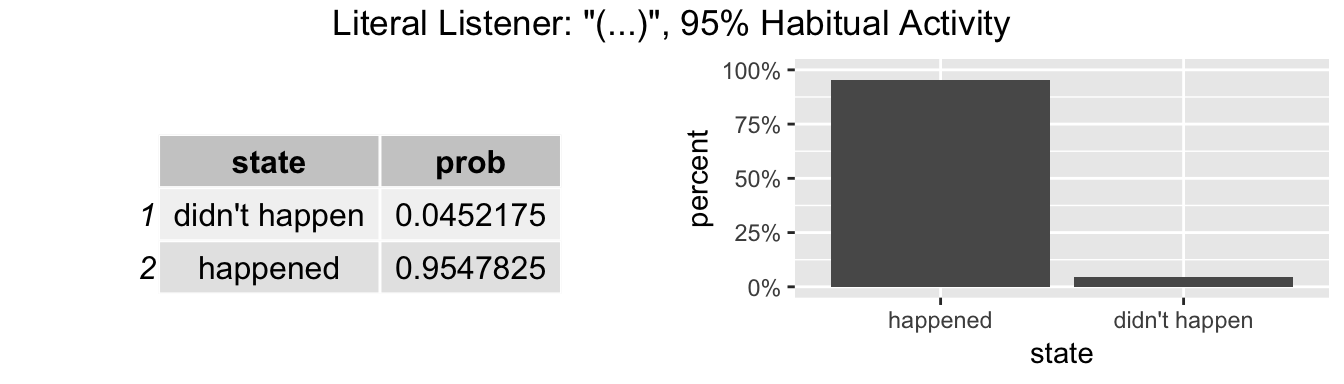 Literal Listener: "(...)", 95% Habitual Activity
state prob
1 didn't happen 0.0452175
2 happened 0.9547825
percent
100%
75%
50%
25%
0%
happened didn't happen
state